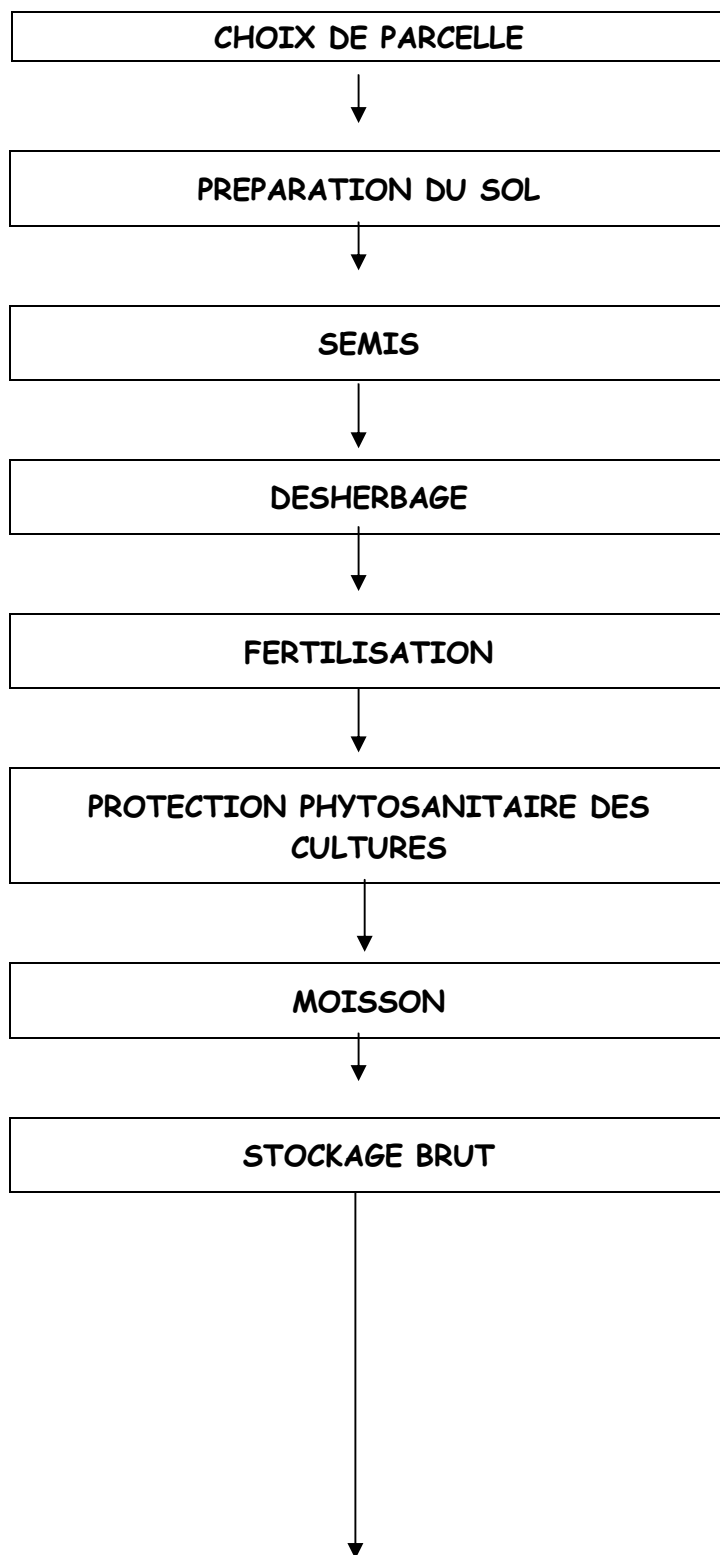 CHOIX DE PARCELLE
PREPARATION DU SOL
SEMIS
DESHERBAGE
FERTILISATION
PROTECTION PHYTOSANITAIRE DES
CULTURES
MOISSON
STOCKAGE BRUT